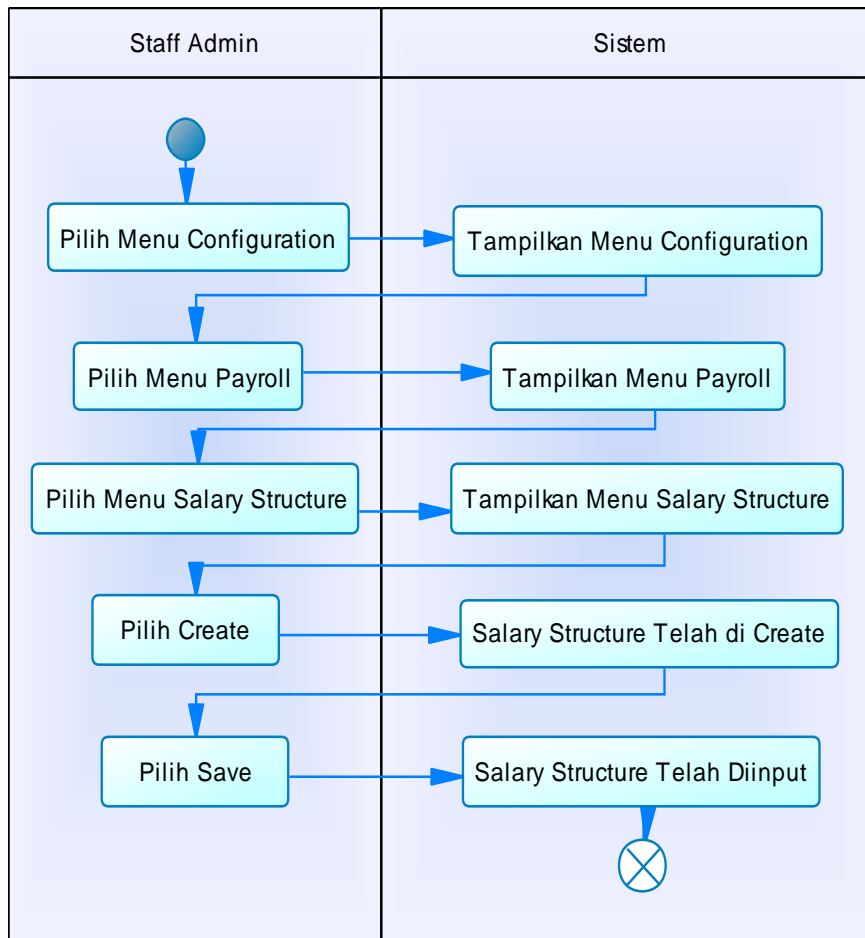 Staff Admin
Sistem
Pilih Menu Configuration
Tampilkan Menu Configuration
Pilih Menu Payroll
Tampilkan Menu Payroll
Pilih Menu Salary Structure
Tampilkan Menu Salary Structure
Pilih Create
Salary Structure Telah di Create
Pilih Save
Salary Structure Telah Diinput